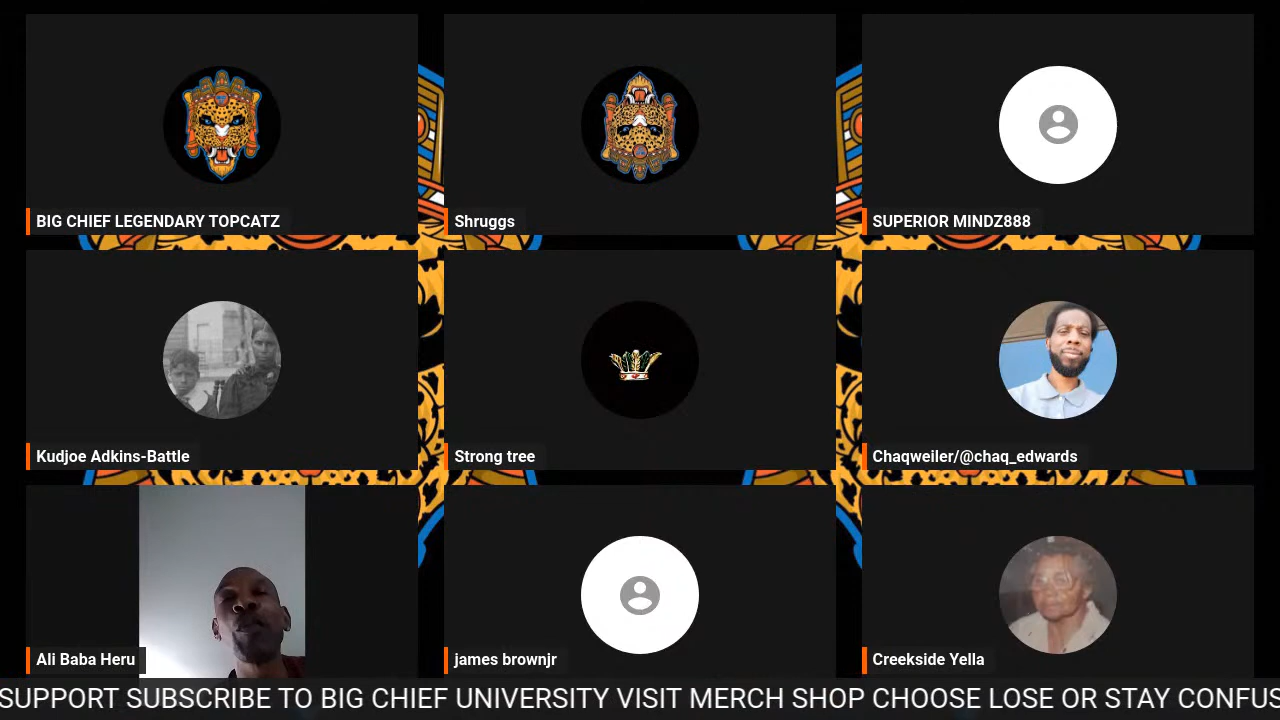 BIG CHIEF LEGENDARY TOPCATZ
Shruggs
SUPERIOR MINDZ888
Kudjoe Adkins-Battle
Strong tree
Chaqweiler/@chaq_edwards
Ali Baba Heru
james brownjr
Creekside Yella
SUPPORT SUBSCRIBE TO BIG CHIEF UNIVERSITY VISIT MERCH SHOP CHOOSE LOSE OR STAY CONFUS